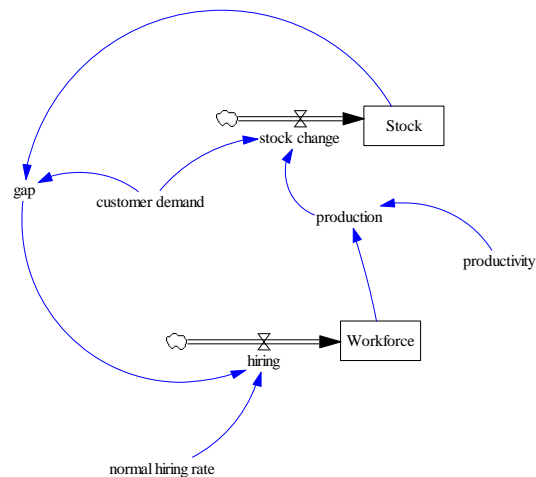 Stock
stock change
gap
customer demand
production
productivity
Workforce
hiring
normal hiring rate